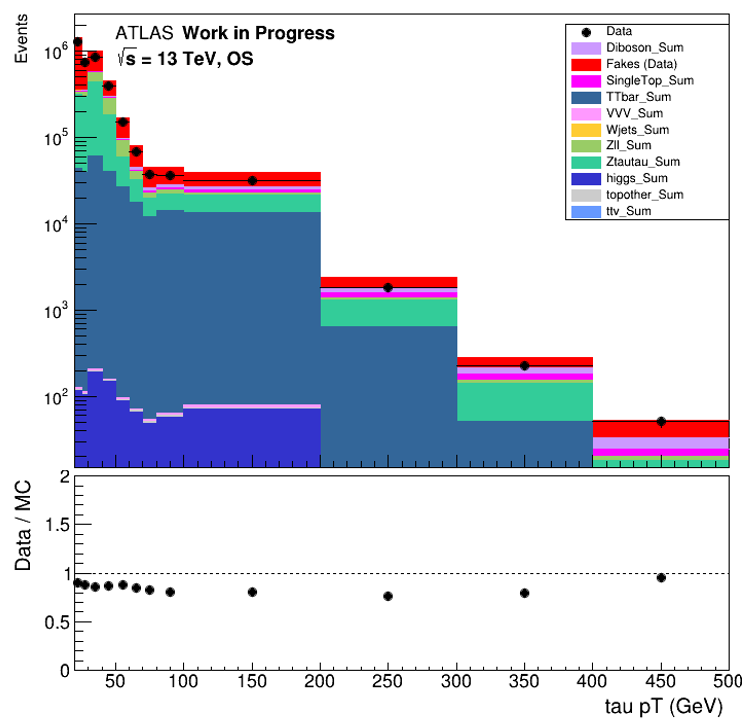 Events
ATLAS Work in Progress
√s = 13 TeV, OS
Data
Diboson_Sum
Fakes (Data)
SingleTop_Sum
TTbar_Sum
VVV_Sum
Wjets_Sum
Zll_Sum
Ztautau_Sum
higgs_Sum
topother_Sum
ttv_Sum
10⁶
10⁵
10⁴
10³
10²
Data / MC
2
1.5
1
0.5
0
50 100 150 200 250 300 350 400 450 500
tau pT (GeV)